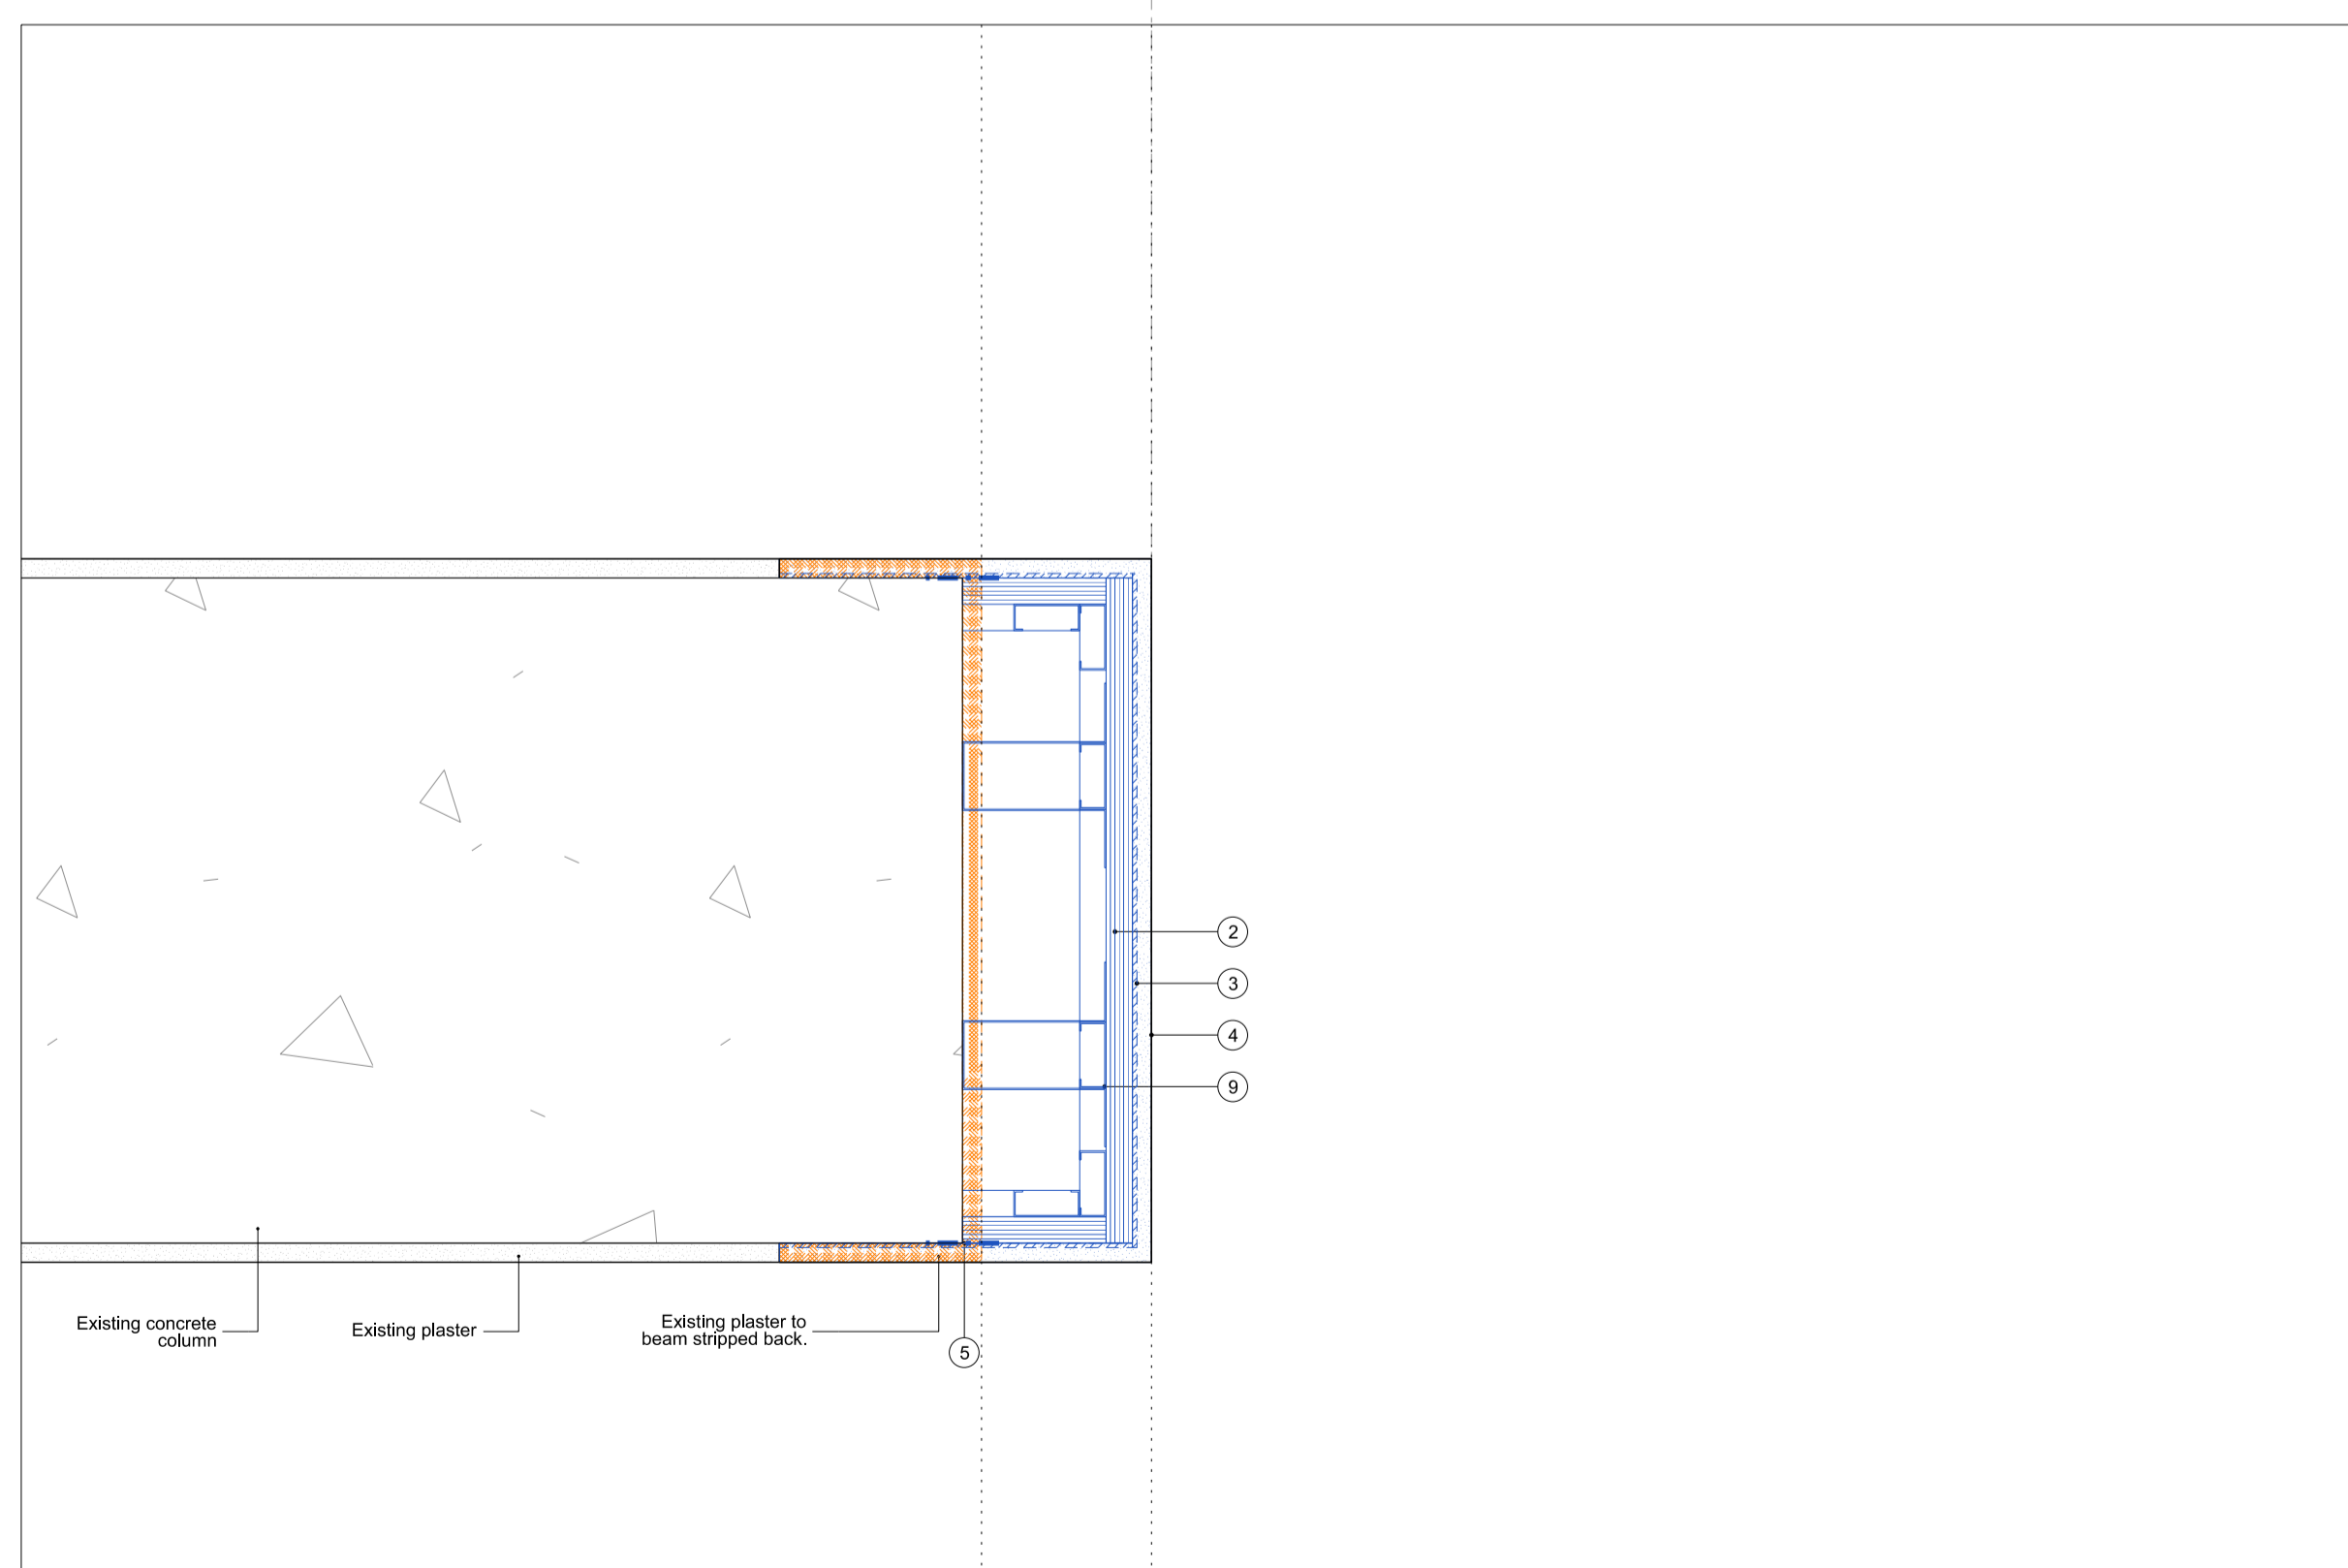 2
3
4
9
Existing concrete
column
Existing plaster
Existing plaster to
beam stripped back.
5